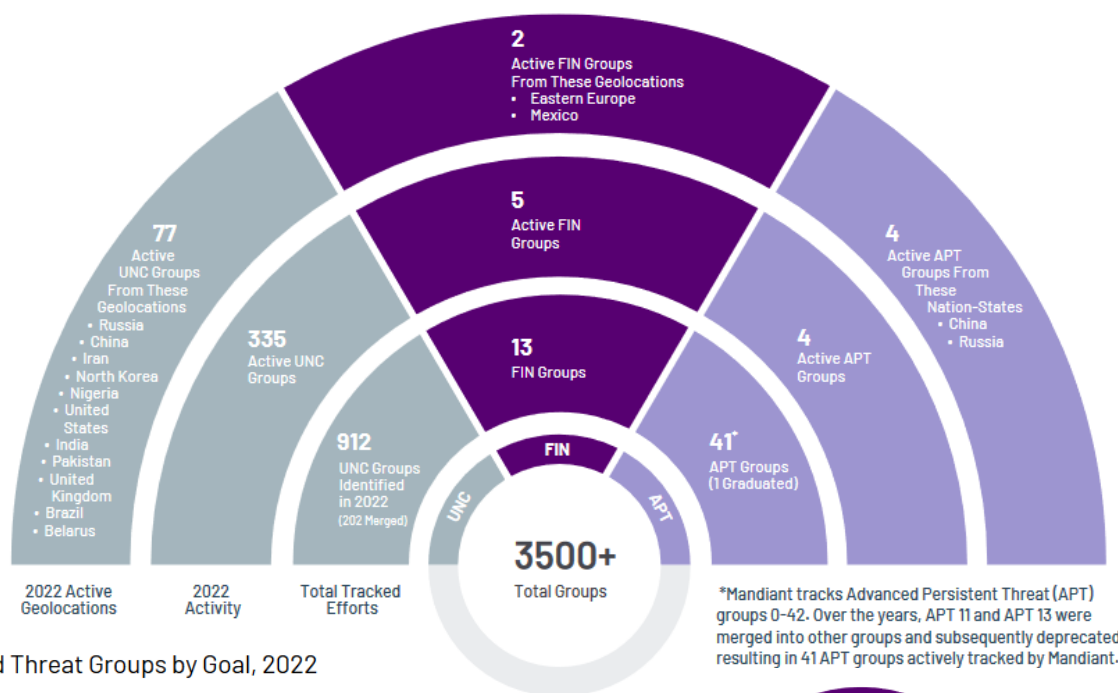 2
Active FIN Groups
From These Geolocations
• Eastern Europe
• Mexico
5
Active FIN
Groups
13
FIN Groups
FIN
77
Active
UNC Groups
From These
Geolocations
• Russia
• China
• Iran
• North Korea
• Nigeria
• United
States
• India
• Pakistan
• United
Kingdom
• Brazil
• Belarus
335
Active UNC
Groups
912
UNC Groups
Identified
in 2022
(202 Merged)
UNC
4
Active APT
Groups From
These
Nation-States
• China
• Russia
4
Active APT
Groups
41*
APT Groups
(1 Graduated)
APT
3500+
Total Groups
2022 Active
Geolocations
2022
Activity
Total Tracked
Efforts
*Mandiant tracks Advanced Persistent Threat (APT)
groups 0-42. Over the years, APT 11 and APT 13 were
merged into other groups and subsequently deprecated
resulting in 41 APT groups actively tracked by Mandiant.
d Threat Groups by Goal, 2022